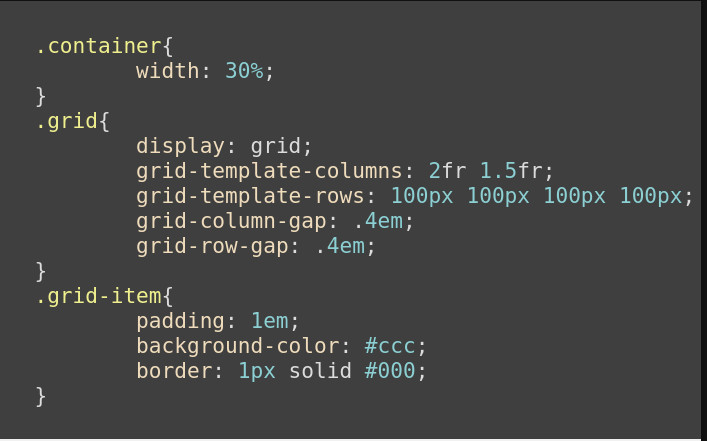 .container{
width: 30%;
}
.grid{
display: grid;
grid-template-columns: 2fr 1.5fr;
grid-template-rows: 100px 100px 100px 100px;
grid-column-gap: .4em;
grid-row-gap: .4em;
}
.grid-item{
padding: 1em;
background-color: #ccc;
border: 1px solid #000;
}